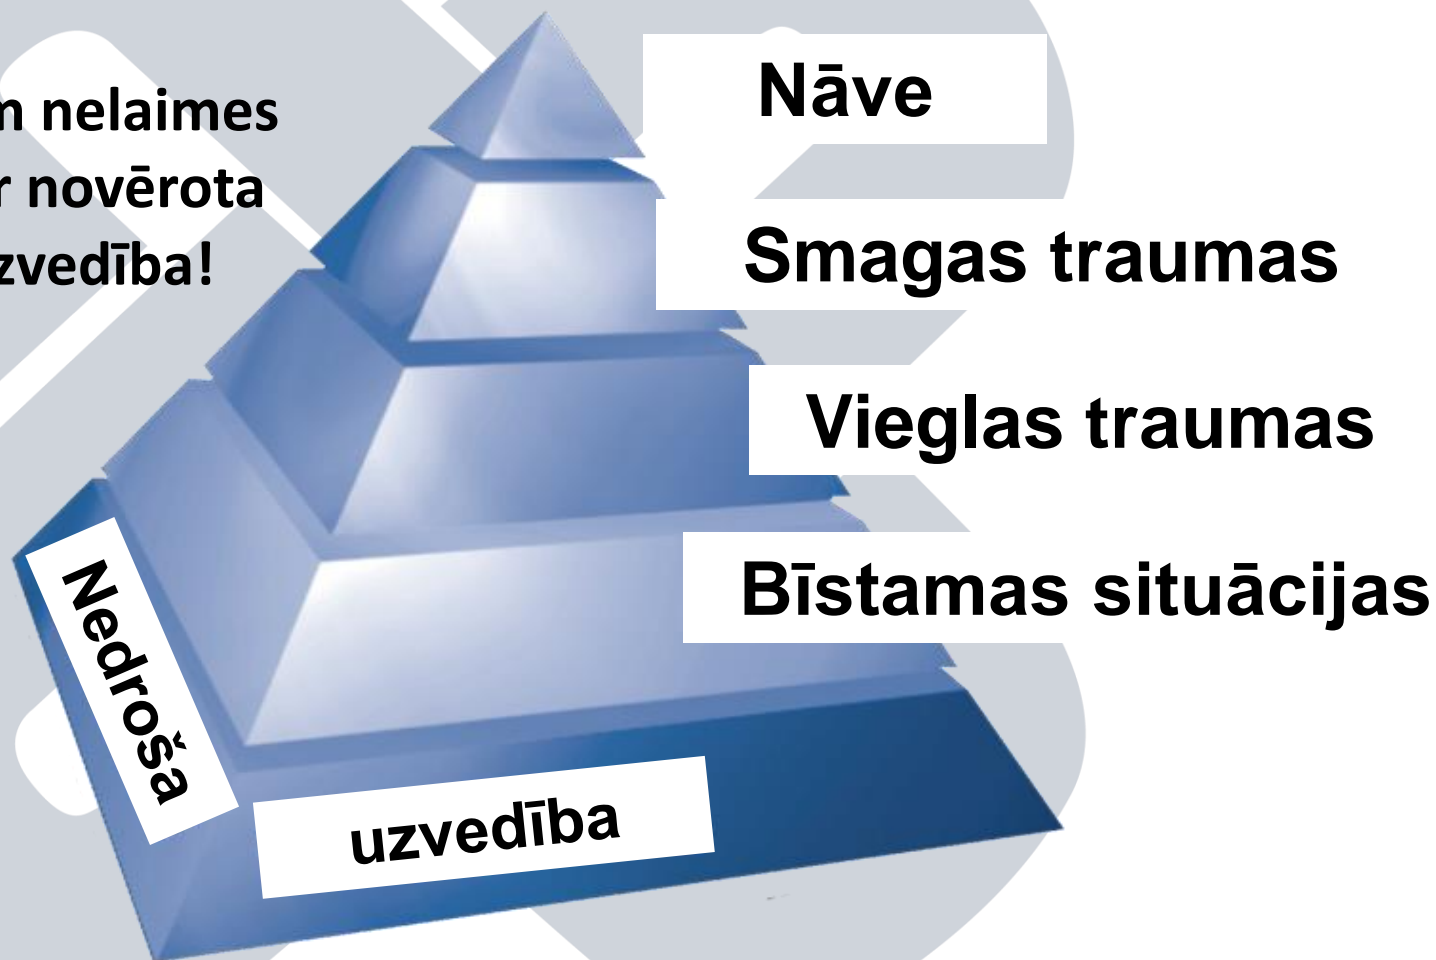 nelaimes
novērota
Nāve
Smagas traumas
Vieglas traumas
Bīstamas situācijas
Nedroša
uzvedība